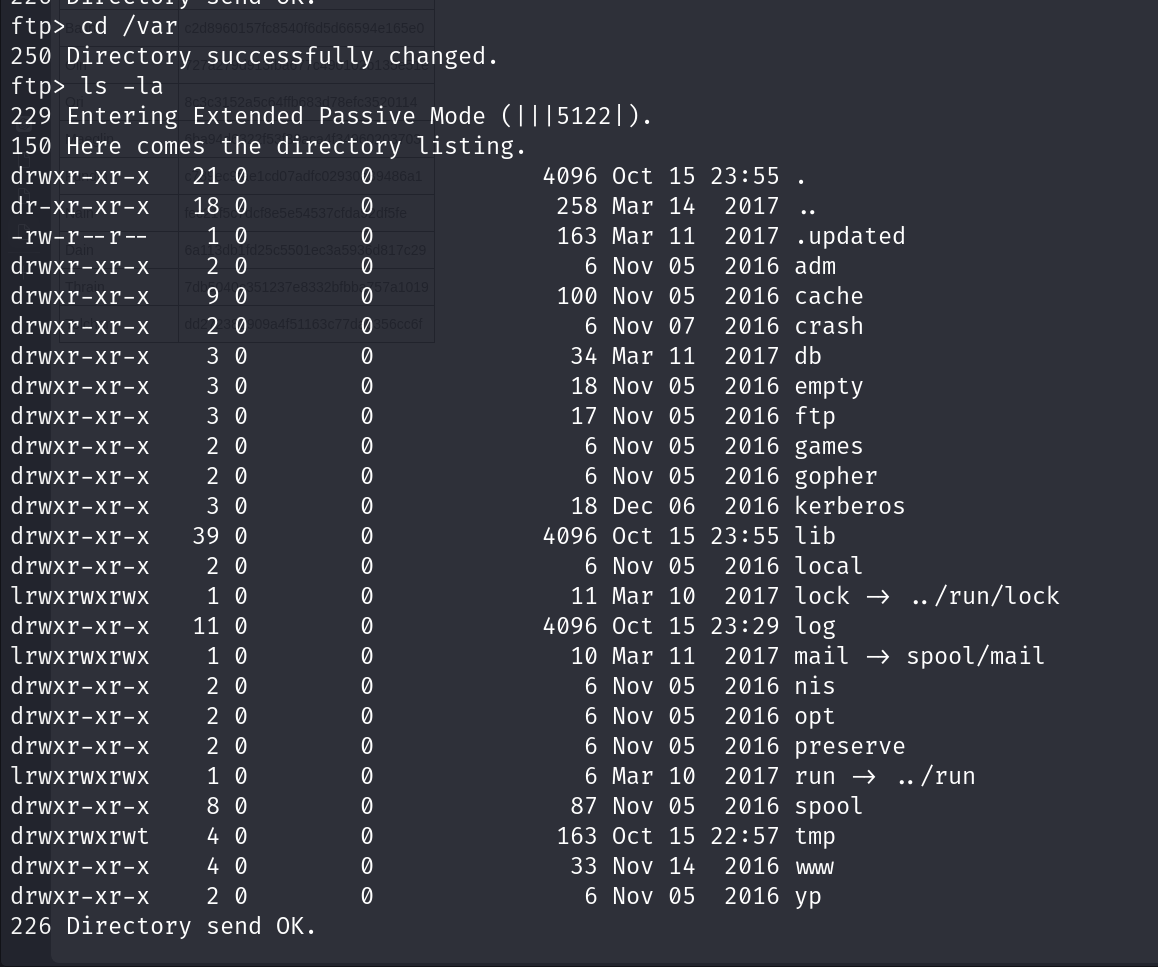 226 Directory send OK.
ftp> cd /var
250 Directory successfully changed.
ftp> ls -la
229 Entering Extended Passive Mode (|||5122|).
150 Here comes the directory listing.
drwxr-xr-x   21 0        0            4096 Oct 15 23:55 .
dr-xr-xr-x   18 0        0             258 Mar 14  2017 ..
-rw-r--r--    1 0        0             163 Mar 11  2017 .updated
drwxr-xr-x    2 0        0               6 Nov 05  2016 adm
drwxr-xr-x    9 0        0             100 Nov 05  2016 cache
drwxr-xr-x    2 0        0               6 Nov 07  2016 crash
drwxr-xr-x    3 0        0              34 Mar 11  2017 db
drwxr-xr-x    3 0        0              18 Nov 05  2016 empty
drwxr-xr-x    3 0        0              17 Nov 05  2016 ftp
drwxr-xr-x    2 0        0               6 Nov 05  2016 games
drwxr-xr-x    2 0        0               6 Nov 05  2016 gopher
drwxr-xr-x    3 0        0              18 Dec 06  2016 kerberos
drwxr-xr-x   39 0        0            4096 Oct 15 23:55 lib
drwxr-xr-x    2 0        0               6 Nov 05  2016 local
lrwxrwxrwx    1 0        0              11 Mar 10  2017 lock -> ../run/lock
drwxr-xr-x   11 0        0            4096 Oct 15 23:29 log
lrwxrwxrwx    1 0        0              10 Mar 11  2017 mail -> spool/mail
drwxr-xr-x    2 0        0               6 Nov 05  2016 nis
drwxr-xr-x    2 0        0               6 Nov 05  2016 opt
drwxr-xr-x    2 0        0               6 Nov 05  2016 preserve
lrwxrwxrwx    1 0        0               6 Mar 10  2017 run -> ../run
drwxr-xr-x    8 0        0              87 Nov 05  2016 spool
drwxrwxrwt    4 0        0             163 Oct 15 22:57 tmp
drwxr-xr-x    4 0        0              33 Nov 14  2016 www
drwxr-xr-x    2 0        0               6 Nov 05  2016 yp
226 Directory send OK.